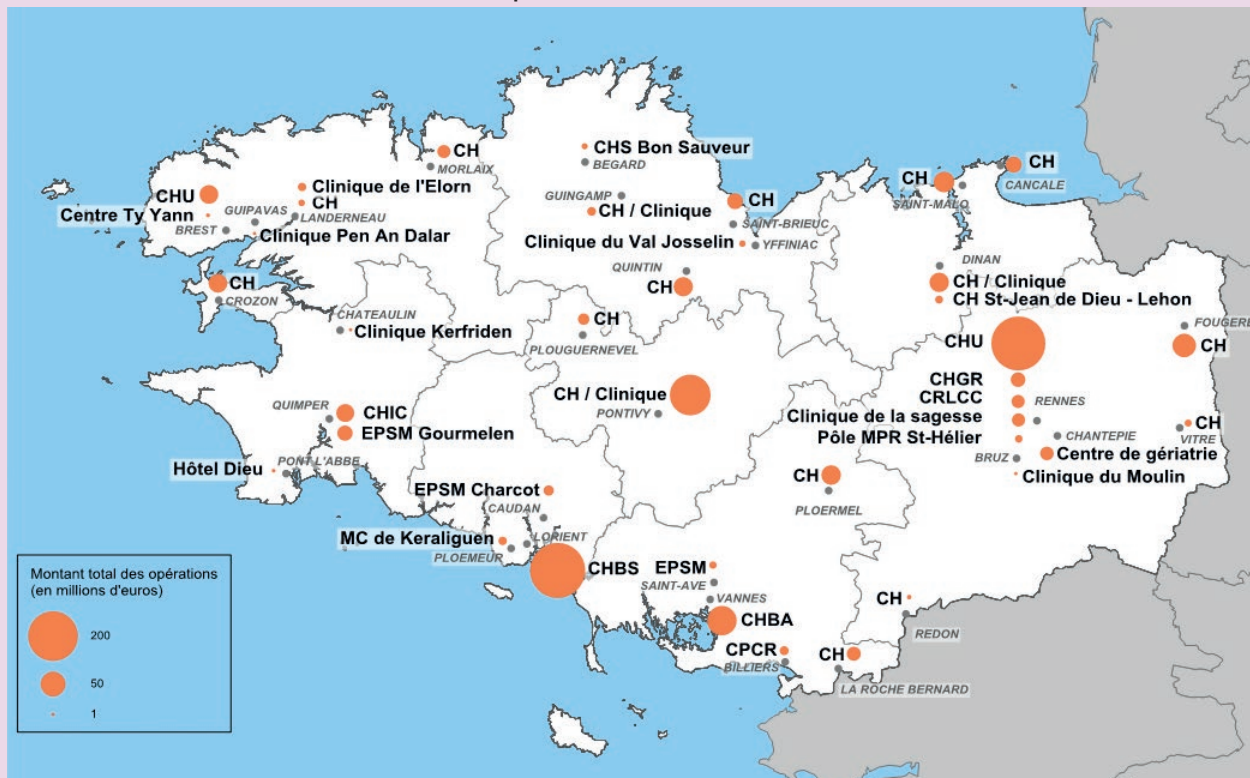 CH
MORLAIX
CHS Bon Sauveur
BEGARD
CH
CANCALE
CH
SAINT-MALO
CHU
Centre Ty Yann
Clinique de l'Elorn
CH
LANDERNEAU
GUIPAVAS
BREST
Clinique Pen An Dalar
GUINGAMP
CH / Clinique
CH
SAINT-BRIEUC
Clinique du Val Josselin
YFFINIAC
QUINTIN
CH
DINAN
CH / Clinique
CH St-Jean de Dieu - Lehon
CH
CROZON
CHATEAULIN
Clinique Kerfriden
CH
PLOUGUERNEVEL
CHU
CHGR
CRLCC
RENNES
Clinique de la sagesse
Pôle MPR St-Hélier
CHANTEPIE
BRUZ
Centre de gériatrie
Clinique du Moulin
CH
CH
VITRE
CH / Clinique
PONTIVY
QUIMPER
CHIC
EPSM Gourmelen
Hôtel Dieu
PONT L'ABBE
EPSM Charcot
CAUDAN
MC de Keraliguen
LORIENT
PLOEMEUR
CHBS
CH
PLOERMEL
EPSM
SAINT-AVE
VANNES
CHBA
CPCR
BILLIERS
CH
LA ROCHE BERNARD
CH
REDON
Montant total des opérations
(en millions d'euros)
200
50
1